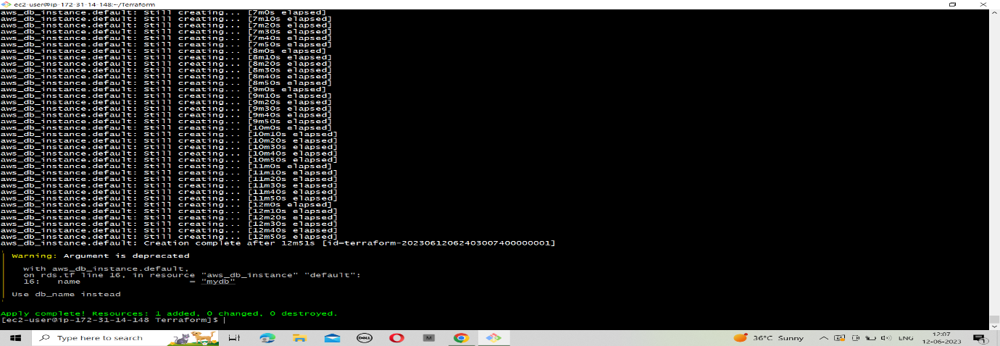 ec2-user@ip-172-31-14-148:~/Terraform
aws_db_instance.default: Still creating... [7m0s elapsed]
aws_db_instance.default: Still creating... [7m10s elapsed]
aws_db_instance.default: Still creating... [7m20s elapsed]
aws_db_instance.default: Still creating... [7m30s elapsed]
aws_db_instance.default: Still creating... [7m40s elapsed]
aws_db_instance.default: Still creating... [7m50s elapsed]
aws_db_instance.default: Still creating... [8m0s elapsed]
aws_db_instance.default: Still creating... [8m10s elapsed]
aws_db_instance.default: Still creating... [8m20s elapsed]
aws_db_instance.default: Still creating... [8m30s elapsed]
aws_db_instance.default: Still creating... [8m40s elapsed]
aws_db_instance.default: Still creating... [8m50s elapsed]
aws_db_instance.default: Still creating... [9m0s elapsed]
aws_db_instance.default: Still creating... [9m10s elapsed]
aws_db_instance.default: Still creating... [9m20s elapsed]
aws_db_instance.default: Still creating... [9m30s elapsed]
aws_db_instance.default: Still creating... [9m40s elapsed]
aws_db_instance.default: Still creating... [9m50s elapsed]
aws_db_instance.default: Still creating... [10m0s elapsed]
aws_db_instance.default: Still creating... [10m10s elapsed]
aws_db_instance.default: Still creating... [10m20s elapsed]
aws_db_instance.default: Still creating... [10m30s elapsed]
aws_db_instance.default: Still creating... [10m40s elapsed]
aws_db_instance.default: Still creating... [10m50s elapsed]
aws_db_instance.default: Still creating... [11m0s elapsed]
aws_db_instance.default: Still creating... [11m10s elapsed]
aws_db_instance.default: Still creating... [11m20s elapsed]
aws_db_instance.default: Still creating... [11m30s elapsed]
aws_db_instance.default: Still creating... [11m40s elapsed]
aws_db_instance.default: Still creating... [11m50s elapsed]
aws_db_instance.default: Still creating... [12m0s elapsed]
aws_db_instance.default: Still creating... [12m10s elapsed]
aws_db_instance.default: Still creating... [12m20s elapsed]
aws_db_instance.default: Still creating... [12m30s elapsed]
aws_db_instance.default: Still creating... [12m40s elapsed]
aws_db_instance.default: Still creating... [12m50s elapsed]
aws_db_instance.default: Creation complete after 12m51s [id=terraform-20230612062403007400000001]
Warning: Argument is deprecated
with aws_db_instance.default,
on rds.tf line 16, in resource "aws_db_instance" "default":
16: name = "mydb"
Use db_name instead
Apply complete! Resources: 1 added, 0 changed, 0 destroyed.
[ec2-user@ip-172-31-14-148 Terraform]$
Type here to search
DELL
M
36°C Sunny
ENG
12:07
12-06-2023
1